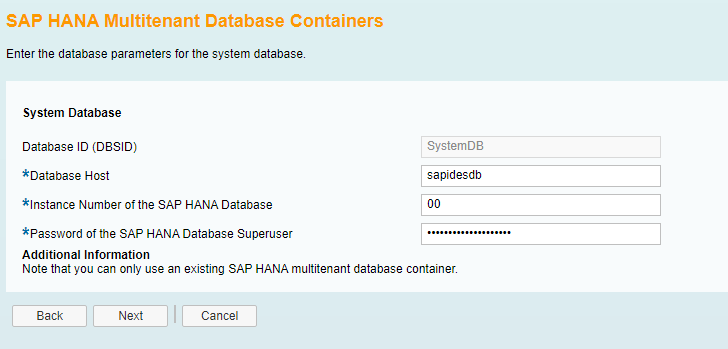 SAP HANA Multitenant Database Containers
Enter the database parameters for the system database.
System Database
Database ID (DBSID) SystemDB
*Database Host sapidesdb
*Instance Number of the SAP HANA Database 00
*Password of the SAP HANA Database Superuser ••••••••••••••••••••
Additional Information
Note that you can only use an existing SAP HANA multitenant database container.
Back Next Cancel